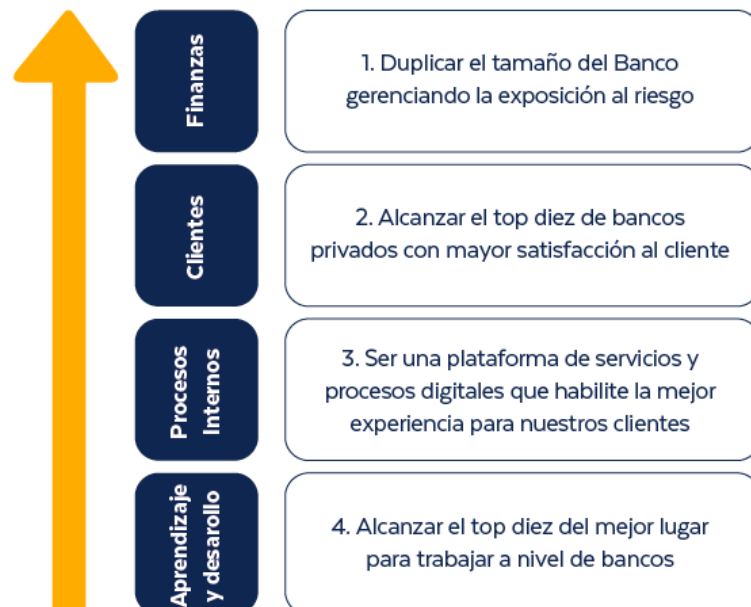 Finanzas
1. Duplicar el tamaño del Banco
gerenciando la exposición al riesgo
Clientes
2. Alcanzar el top diez de bancos
privados con mayor satisfacción al cliente
Procesos
Internos
3. Ser una plataforma de servicios y
procesos digitales que habilite la mejor
experiencia para nuestros clientes
Aprendizaje
y desarollo
4. Alcanzar el top diez del mejor lugar
para trabajar a nivel de bancos